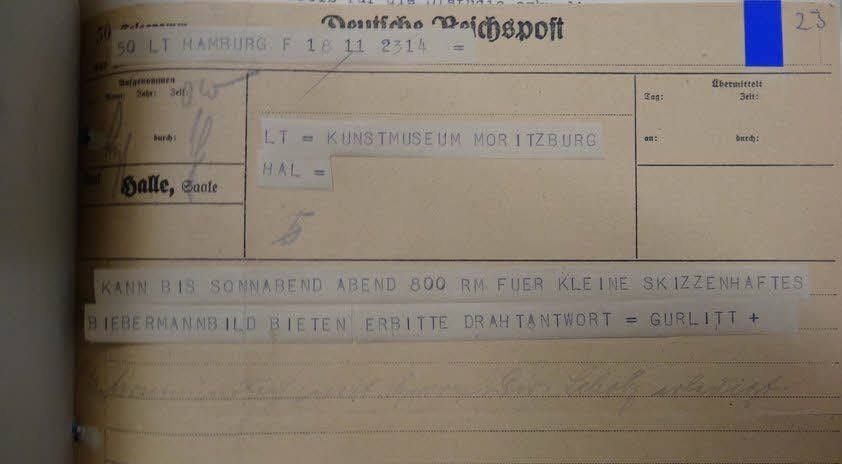 Deutsche Reichspost
23
50 LT HAMBURG F 18 11 2314 =
Aufgenommen
Übermittelt
Tag: Zeit:
durch:
an: durch:
LT = KUNSTMUSEUM MORITZBURG
HAL =
Halle, Saale
5
KANN BIS SONNABEND ABEND 800 RM FUER KLEINE SKIZZENHAFTES
BIEBERMANNBILD BIETEN ERBITTE DRAHTANTWORT = GURLITT +